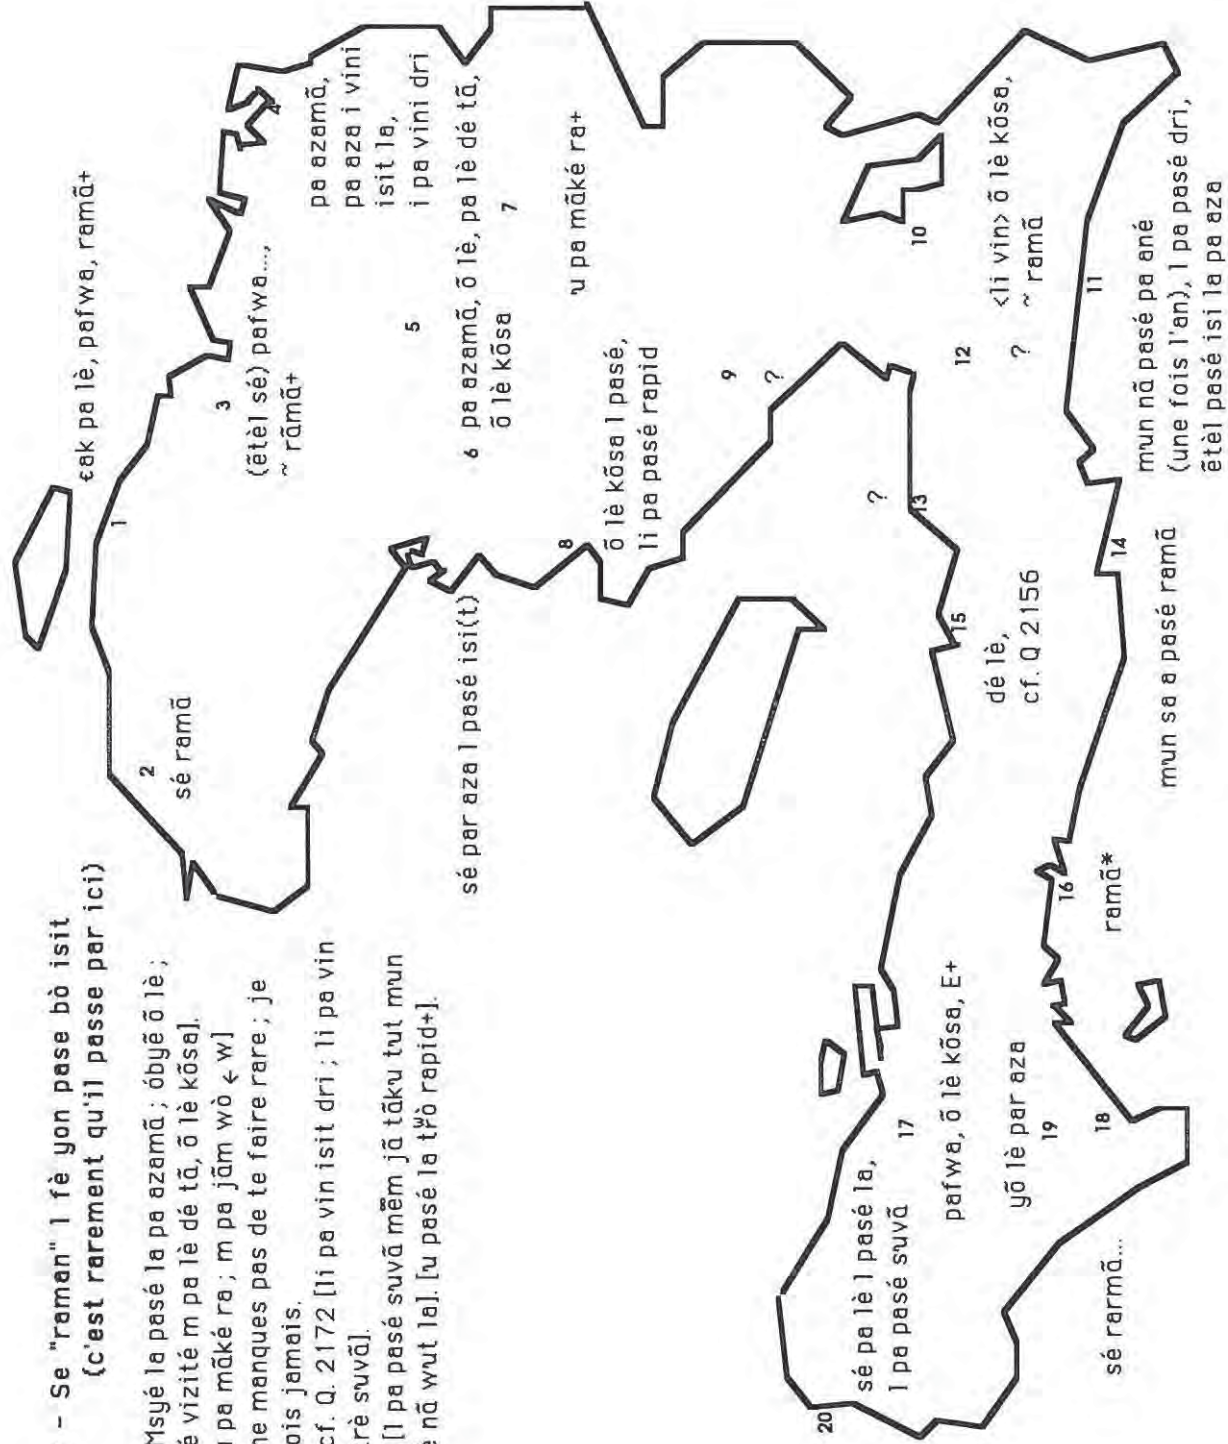 - Se "raman" l fè yon pase bò isit
(c'est rarement qu'il passe par ici)
Msyé la pasé la pa azamã ; óbyẽ õ lè ;
é vizité m pa lè dé tã, õ lè kõsa].
pa mãké ra ; m pa jãm wò ← w]
ne manques pas de te faire rare ; je
ois jamais.
cf. Q. 2172 [li pa vin isit dri ; li pa vin
rè suvã].
[l pa pasé suvã mẽm jã tãku tut mun
nã wut la]. [u pasé la twò rapid+].
1
ɛak pa lè, pafwa, ramã+
2
sé ramã
3
(ẽtèl sé) pafwa...,
~ rãmã+
pa azamã,
pa aza i vini
isit la,
i pa vini dri
5
6 pa azamã, õ lè, pa lè dé tã,
õ lè kõsa
7
'u pa mãké ra+
sé par aza l pasé isi(t)
8
õ lè kõsa l pasé,
li pa pasé rapid
9
?
10
<li vin> õ lè kõsa,
~ ramã
11
12
?
?
13
mun nã pasé pa ané
(une fois l'an), l pa pasé dri,
ẽtèl pasé isi la pa aza
14
mun sa a pasé ramã
15
dé lè,
cf. Q 2156
16
ramã*
17
pafwa, õ lè kõsa, E+
yõ lè par aza
19
18
sé pa lè l pasé la,
l pa pasé suvã
20
sé rarmã...